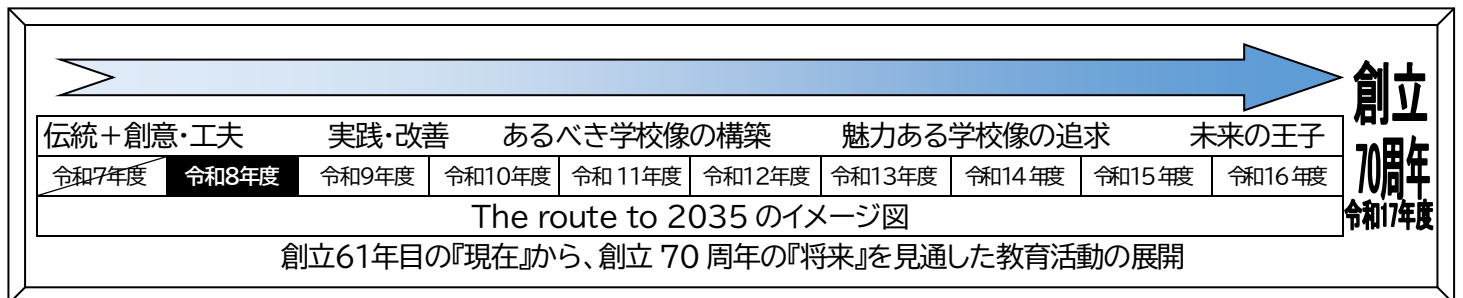 伝統＋創意・工夫 実践・改善 あるべき学校像の構築 魅力ある学校像の追求 未来の王子
令和7年度 令和8年度 令和9年度 令和10年度 令和11年度 令和12年度 令和13年度 令和14年度 令和15年度 令和16年度
The route to 2035 のイメージ図
創立61年目の『現在』から、創立 70 周年の『将来』を見通した教育活動の展開
創立
70周年
令和17年度